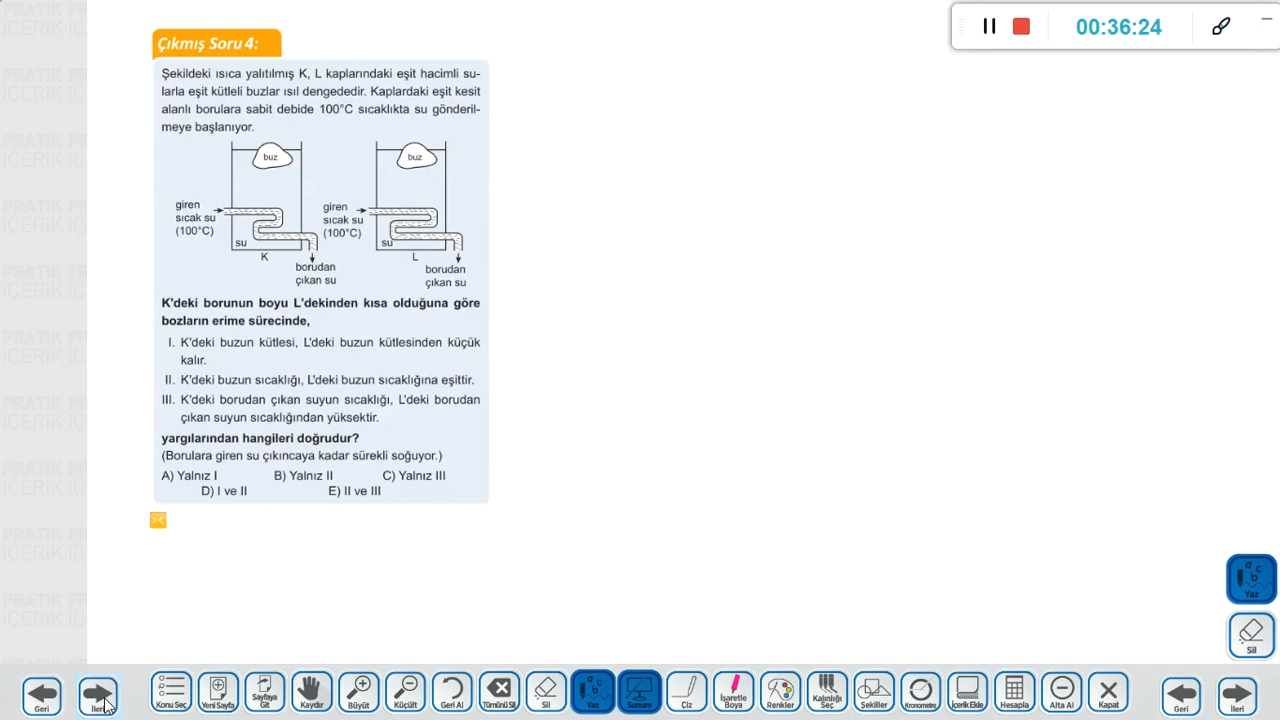 PRATİK PR
İÇERİK İÇ
00:36:24
Çıkmış Soru 4:
Şekildeki ısıca yalıtılmış K, L kaplarındaki eşit hacimli su-
larla eşit kütleli buzlar ısıl dengededir. Kaplardaki eşit kesit
alanlı borulara sabit debide 100°C sıcaklıkta su gönderil-
meye başlanıyor.
buz
buz
giren
sıcak su
(100°C)
su
K
borudan
çıkan su
giren
sıcak su
(100°C)
su
L
borudan
çıkan su
K'deki borunun boyu L'dekinden kısa olduğuna göre
bozların erime sürecinde,
I. K'deki buzun kütlesi, L'deki buzun kütlesinden küçük
kalır.
II. K'deki buzun sıcaklığı, L'deki buzun sıcaklığına eşittir.
III. K'deki borudan çıkan suyun sıcaklığı, L'deki borudan
çıkan suyun sıcaklığından yüksektir.
yargılarından hangileri doğrudur?
(Borulara giren su çıkıncaya kadar sürekli soğuyor.)
A) Yalnız I B) Yalnız II C) Yalnız III
D) I ve II E) II ve III
a b c
Yaz
Sil
Geri
İleri
Konu Seç
Yeni Sayfa
Sayfaya Git
Kaydır
Büyüt
Küçült
Geri Al
Tümünü Sil
Sil
Yaz
Sunum
Çiz
İşaretle Boya
Renkler
Kalınlığı Seç
Şekiller
Kronometre
İçerik Ekle
Hesapla
Alta Al
Kapat
Geri
İleri